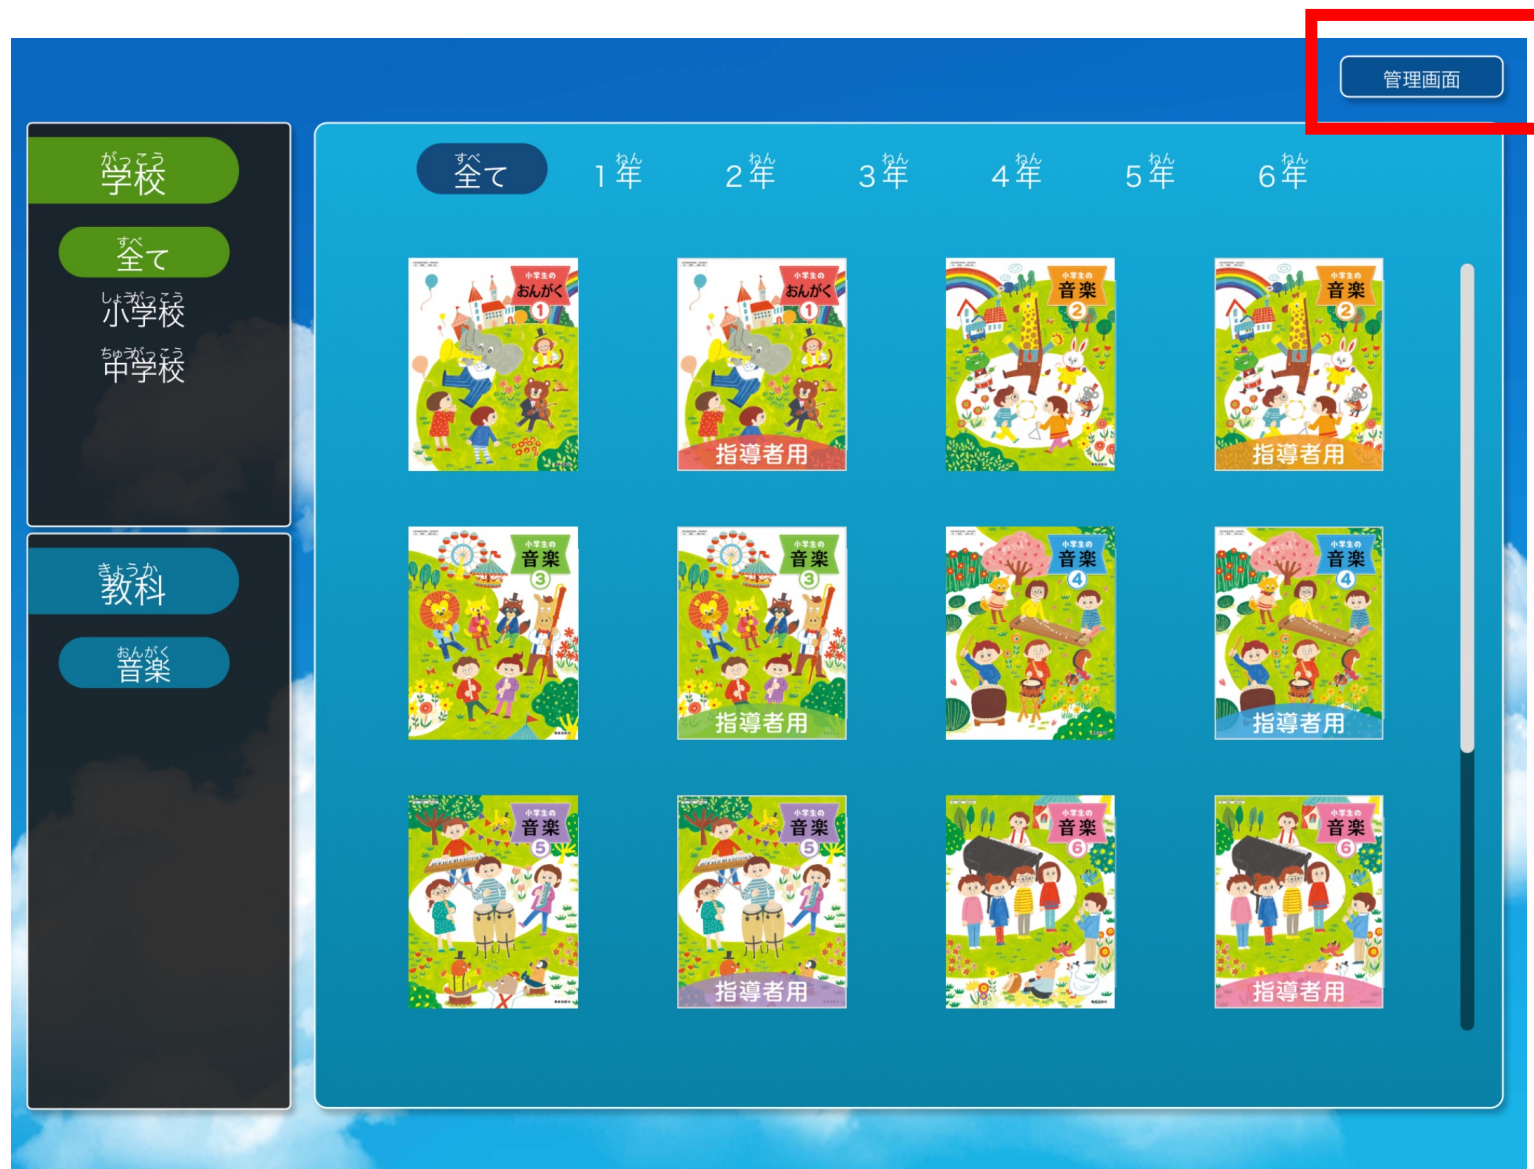 管理画面
がっこう
学校
すべ
全て
しょうがっこう
小学校
ちゅうがっこう
中学校
きょうか
教科
おんがく
音楽
すべ ねん ねん ねん ねん ねん ねん
全て 1年 2年 3年 4年 5年 6年
小学生の
おんがく
1
小学生の
おんがく
1
指導者用
小学生の
音楽
2
小学生の
音楽
2
指導者用
小学生の
音楽
3
小学生の
音楽
3
指導者用
小学生の
音楽
4
小学生の
音楽
4
指導者用
小学生の
音楽
5
小学生の
音楽
5
指導者用
小学生の
音楽
6
小学生の
音楽
6
指導者用